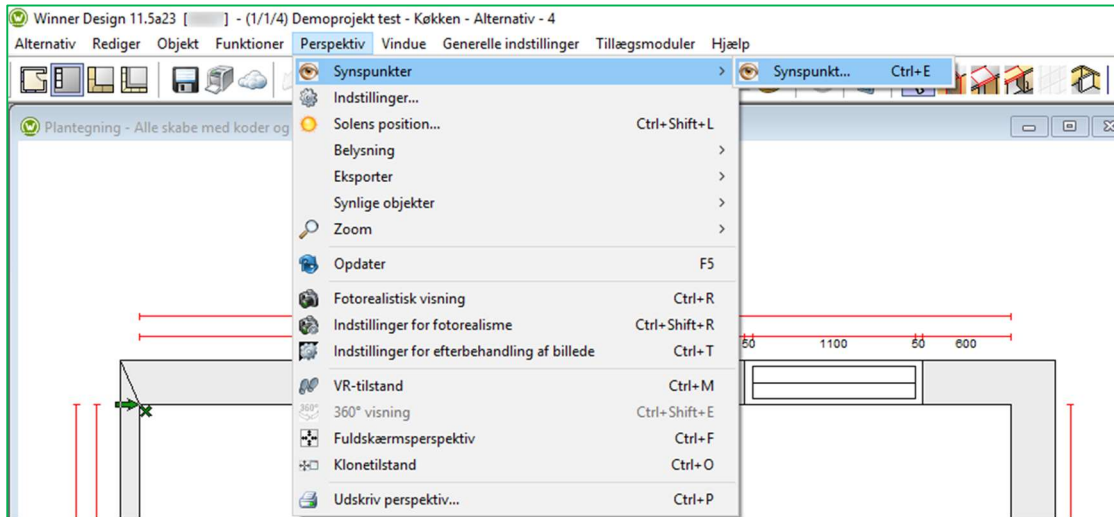 Winner Design 11.5a23 [ ] - (1/1/4) Demoprojekt test - Køkken - Alternativ - 4
Alternativ Rediger Objekt Funktioner Perspektiv Vindue Generelle indstillinger Tillægsmoduler Hjælp
Synspunkter > Synspunkt... Ctrl+E
Indstillinger...
Plantegning - Alle skabe med koder og
Solens position... Ctrl+Shift+L
Belysning >
Eksporter >
Synlige objekter >
Zoom >
Opdater F5
Fotorealistisk visning Ctrl+R
Indstillinger for fotorealisme Ctrl+Shift+R
Indstillinger for efterbehandling af billede Ctrl+T
50 1100 50 600
VR-tilstand Ctrl+M
360° visning Ctrl+Shift+E
Fuldskærmsperspektiv Ctrl+F
Klonetilstand Ctrl+O
Udskriv perspektiv... Ctrl+P